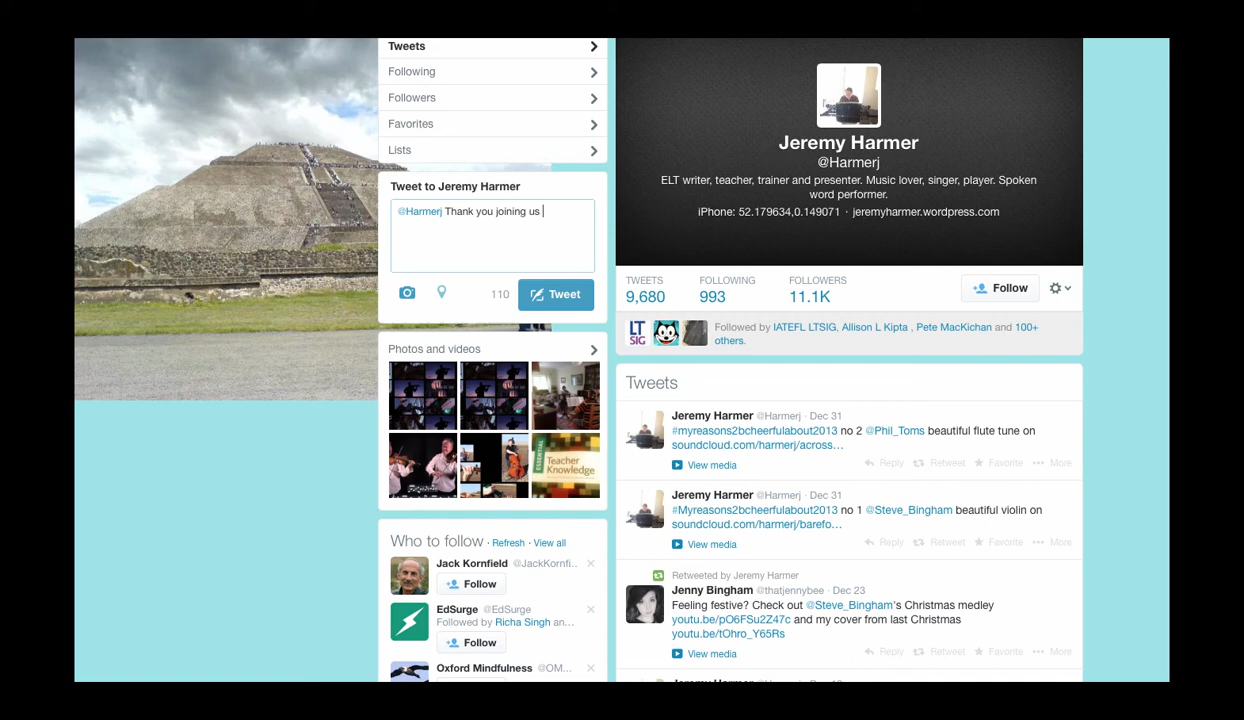 Tweets
Following
Followers
Favorites
Lists
Tweet to Jeremy Harmer
@Harmerj Thank you joining us
110
Tweet
Photos and videos
ESSENTIAL
Teacher
Knowledge
Who to follow · Refresh · View all
Jack Kornfield @JackKornfi..
Follow
EdSurge @EdSurge
Followed by Richa Singh an...
Follow
Oxford Mindfulness @OM...
Jeremy Harmer
@Harmerj
ELT writer, teacher, trainer and presenter. Music lover, singer, player. Spoken
word performer.
iPhone: 52.179634,0.149071 · jeremyharmer.wordpress.com
TWEETS
9,680
FOLLOWING
993
FOLLOWERS
11.1K
Follow
LT
SIG
Followed by IATEFL LTSIG, Allison L Kipta , Pete MacKichan and 100+
others.
Tweets
Jeremy Harmer @Harmerj · Dec 31
#myreasons2bcheerfulabout2013 no 2 @Phil_Toms beautiful flute tune on
soundcloud.com/harmerj/across…
View media
Reply Retweet Favorite More
Jeremy Harmer @Harmerj · Dec 31
#Myreasons2bcheerfulabout2013 no 1 @Steve_Bingham beautiful violin on
soundcloud.com/harmerj/barefo…
View media
Reply Retweet Favorite More
Retweeted by Jeremy Harmer
Jenny Bingham @thatjennybee · Dec 23
Feeling festive? Check out @Steve_Bingham's Christmas medley
youtu.be/pO6FSu2Z47c and my cover from last Christmas
youtu.be/tOhro_Y65Rs
View media
Reply Retweet Favorite More